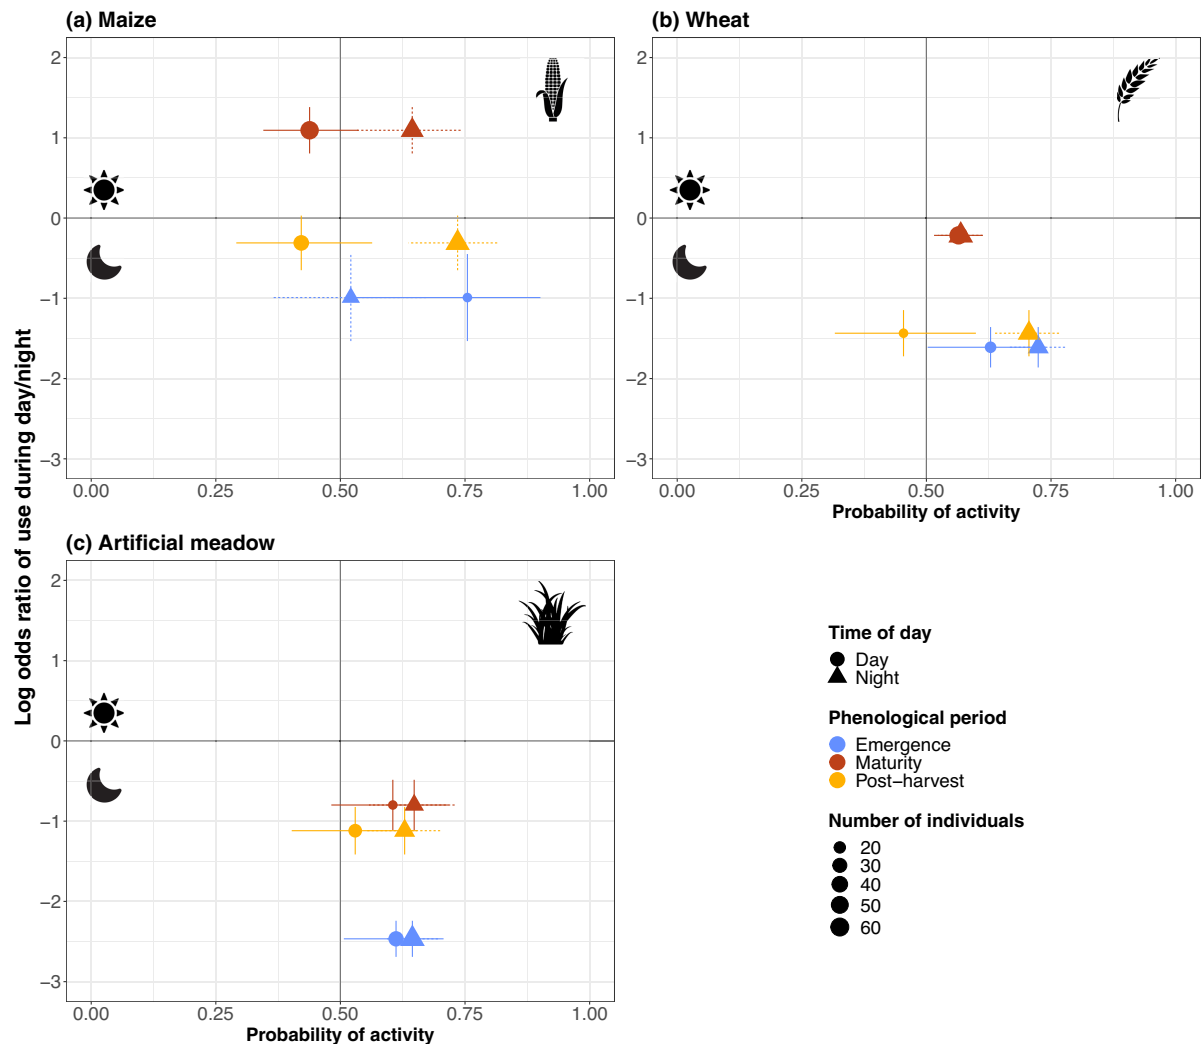 (a) Maize
(b) Wheat
2
1
0
−1
−2
−3
2
1
0
−1
−2
−3
0.00 0.25 0.50 0.75 1.00
0.00 0.25 0.50 0.75 1.00
Probability of activity
Log odds ratio of use during day/night
(c) Artificial meadow
2
1
0
−1
−2
−3
0.00 0.25 0.50 0.75 1.00
Probability of activity
Time of day
Day
Night
Phenological period
Emergence
Maturity
Post−harvest
Number of individuals
20
30
40
50
60